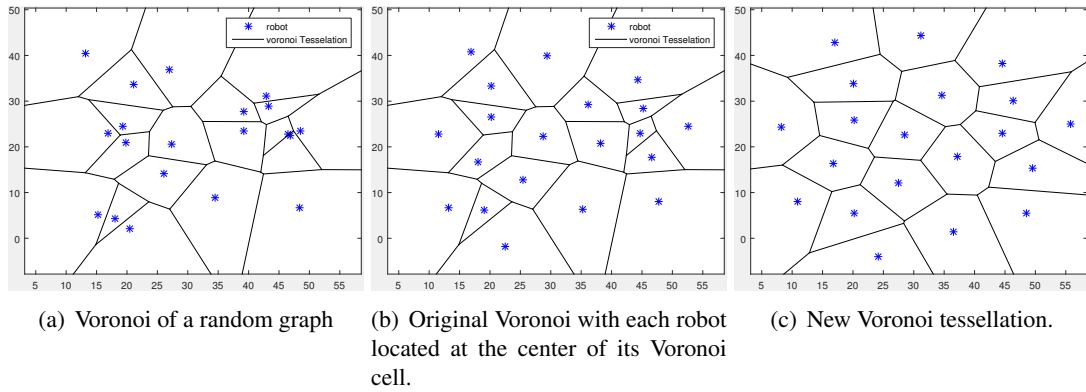 50
40
30
20
10
0
5 10 15 20 25 30 35 40 45 50 55
robot
voronoi Tesselation
50
40
30
20
10
0
5 10 15 20 25 30 35 40 45 50 55
robot
voronoi Tesselation
50
40
30
20
10
0
5 10 15 20 25 30 35 40 45 50 55
(a) Voronoi of a random graph
(b) Original Voronoi with each robot
located at the center of its Voronoi
cell.
(c) New Voronoi tessellation.